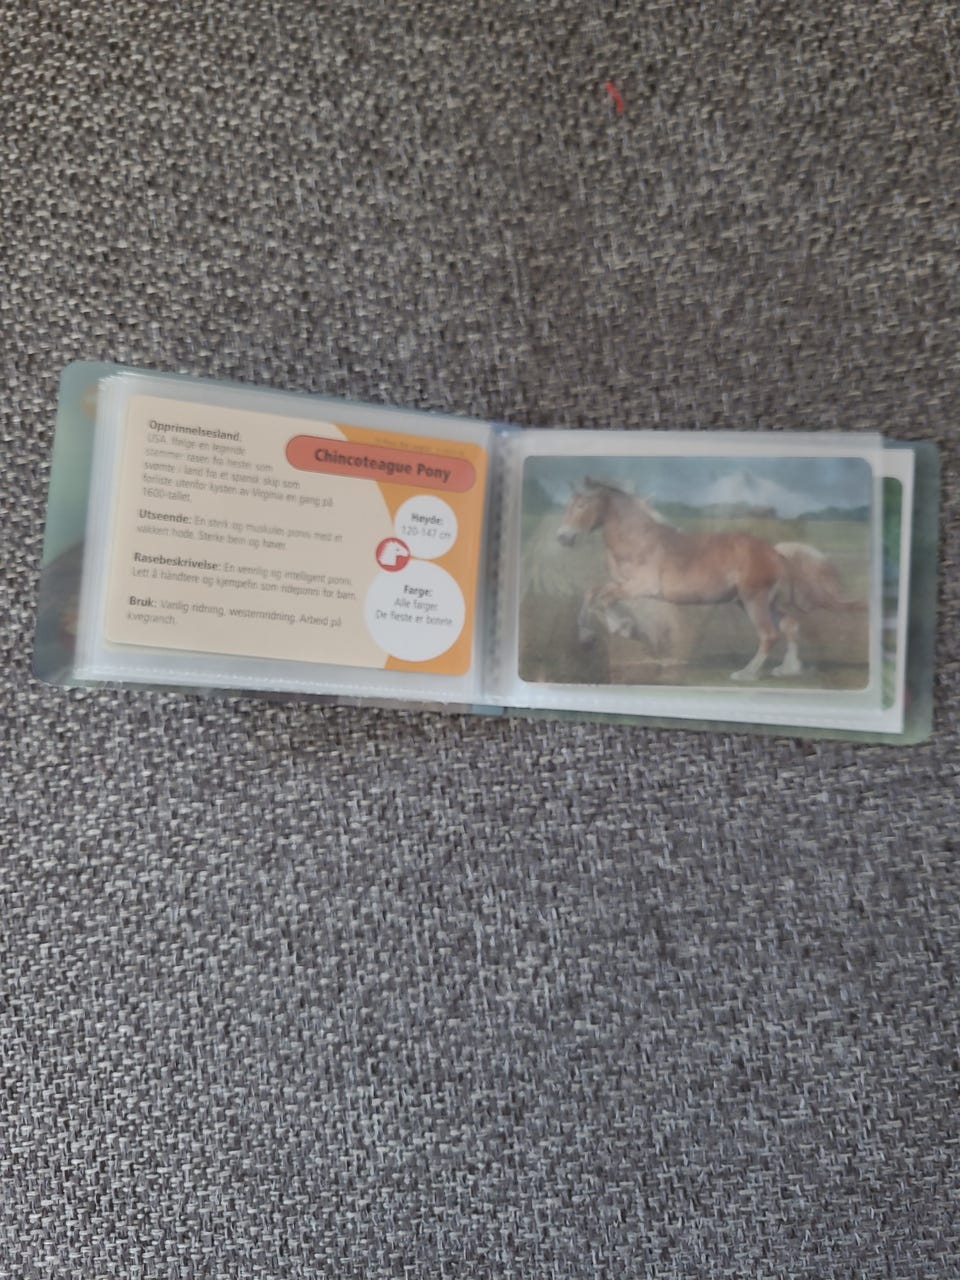 Chincoteague Pony
Opprinnelsesland:
USA. Ifølge en legende
stammer rasen fra hester som
svømte i land fra et spansk skip som
forliste utenfor kysten av Virginia en gang på
1600-tallet.
Utseende: En sterk og muskuløs ponni med et
vakkert hode. Sterke bein og høver.
Rasebeskrivelse: En vennlig og intelligent ponni.
Lett å håndtere og kjempefin som rideponni for barn.
Bruk: Vanlig ridning, westernridning. Arbeid på
kvegranch.
Høyde:
120-147 cm
Farge:
Alle farger
De fleste er botete